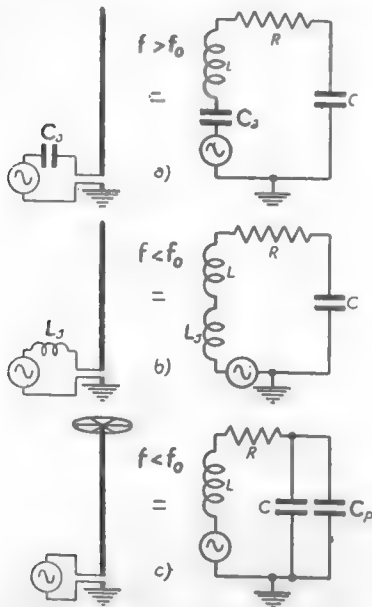 f > f₀
R
L
C
C₃
=
C₃
a)
f < f₀
R
L
C
L₃
=
L₃
b)
f < f₀
R
L
=
C
Cₚ
c)